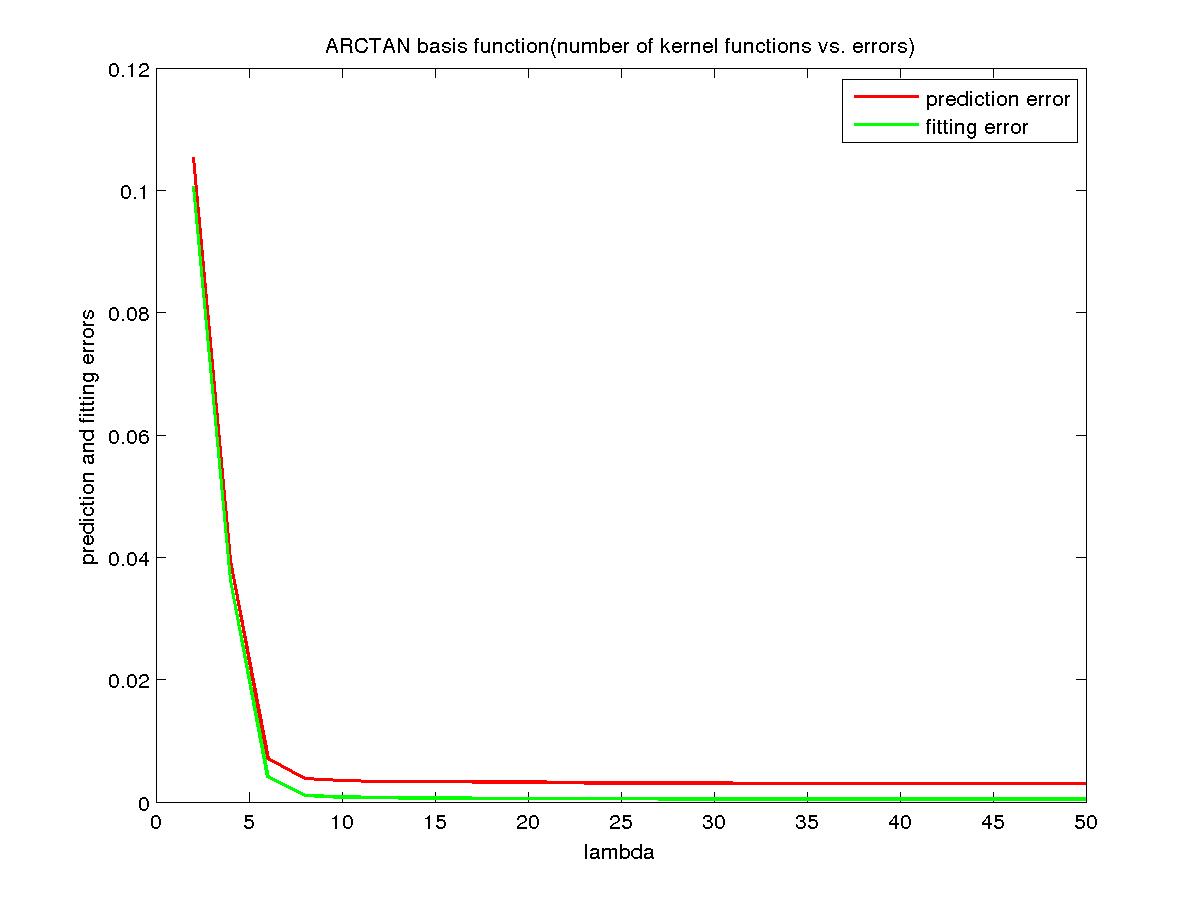 ARCTAN basis function(number of kernel functions vs. errors)
prediction error
fitting error
prediction and fitting errors
0.12
0.1
0.08
0.06
0.04
0.02
0
0 5 10 15 20 25 30 35 40 45 50
lambda